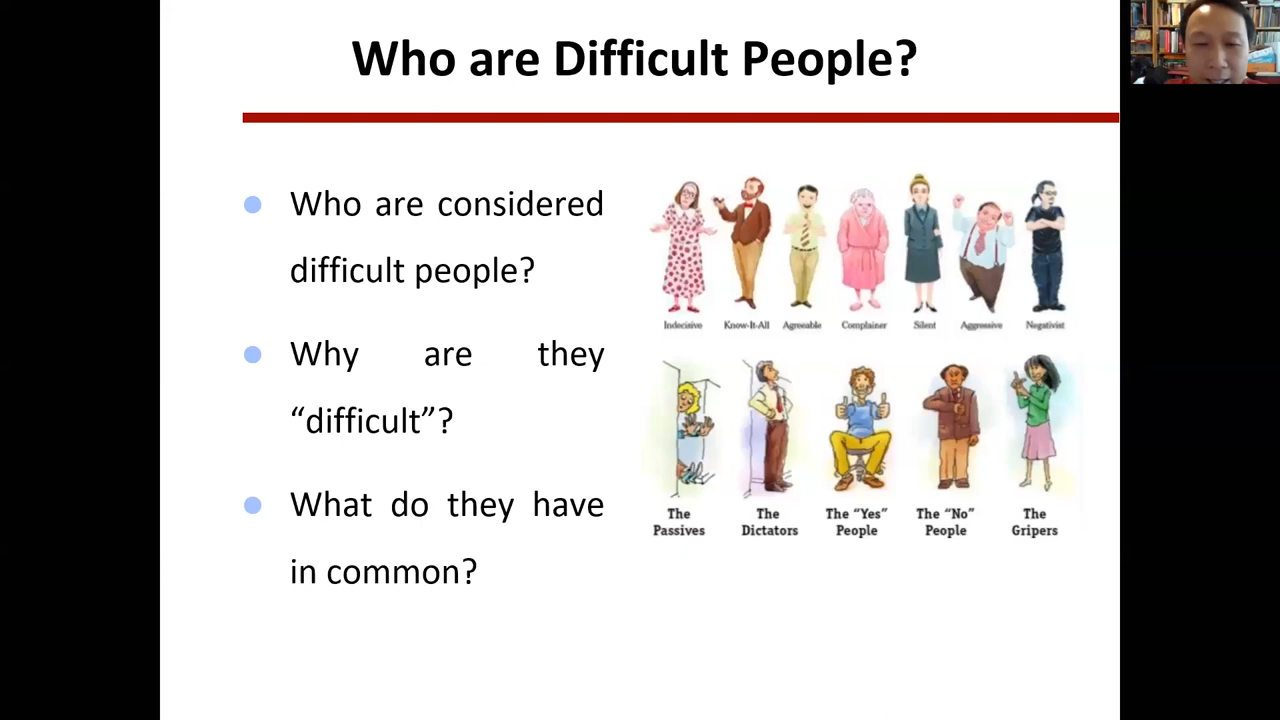 Who are Difficult People?
Who are considered
difficult people?
Why are they
“difficult”?
What do they have
in common?
Indecisive Know-It-All Agreeable Complainer Silent Aggressive Negativist
The Passives
The Dictators
The “Yes” People
The “No” People
The Gripers